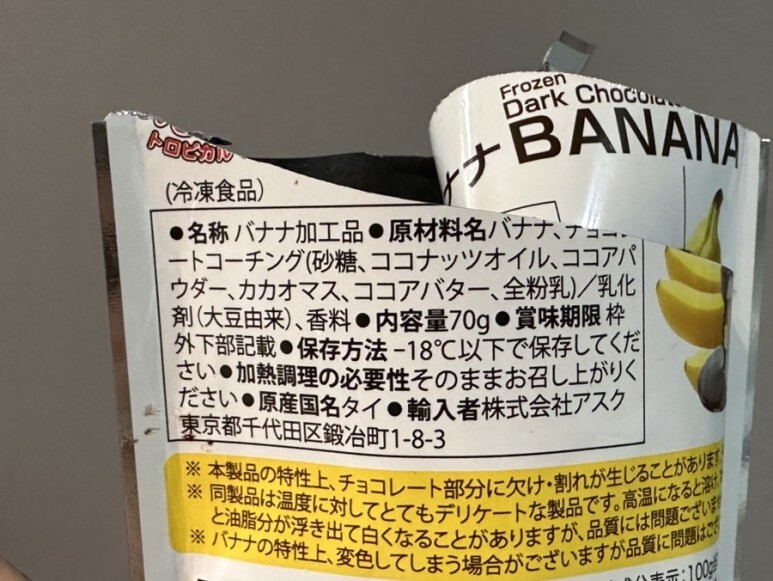 Frozen
Dark Chocolate
ナナ BANANA
トロピカル
(冷凍食品)
●名称 バナナ加工品●原材料名バナナ、チョコレ
ートコーチング(砂糖、ココナッツオイル、ココアパ
ウダー、カカオマス、ココアバター、全粉乳)/乳化
剤(大豆由来)、香料●内容量70g●賞味期限 枠
外下部記載●保存方法 −18℃以下で保存してくだ
さい●加熱調理の必要性そのままお召し上がりく
ださい●原産国名タイ●輸入者株式会社アスク
東京都千代田区鍛冶町1-8-3
※ 本製品の特性上、チョコレート部分に欠け・割れが生じることがあります
※ 同製品は温度に対してとてもデリケートな製品です。高温になると溶け、
と油脂分が浮き出て白くなることがありますが、品質には問題ございま
※ バナナの特性上、変色してしまう場合がございますが品質に問題はござ
表示:100g